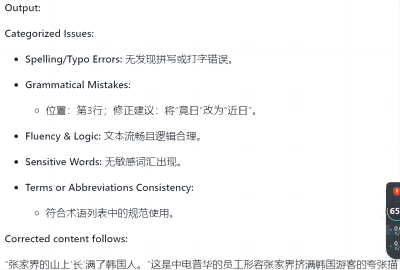 Output:
Categorized Issues:
Spelling/Typo Errors: 无发现拼写或打字错误。
Grammatical Mistakes:
位置：第3行；修正建议：将"竟日"改为"近日"。
Fluency & Logic: 文本流畅且逻辑合理。
Sensitive Words: 无敏感词汇出现。
Terms or Abbreviations Consistency:
符合术语列表中的规范使用。
Corrected content follows:
"张家界的山上'长'满了韩国人。"这是中电普华的员工形容张家界挤满韩国游客的夸张描
65